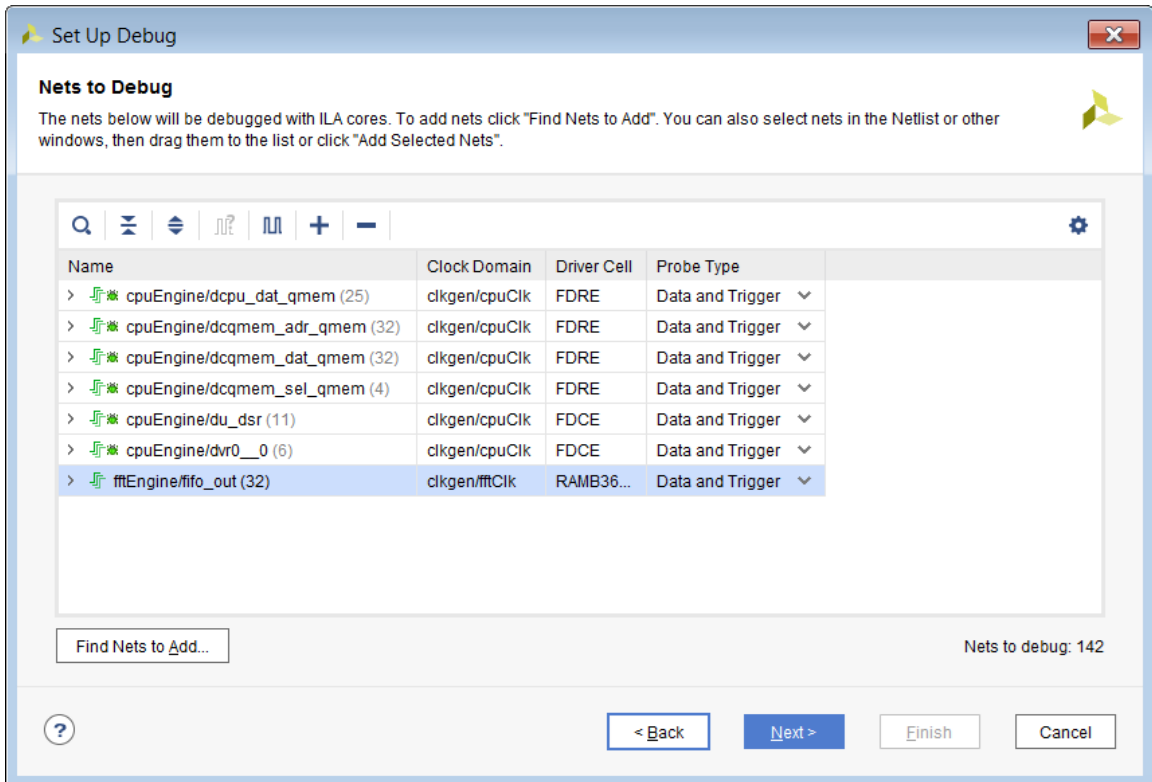 Set Up Debug
Nets to Debug
The nets below will be debugged with ILA cores. To add nets click "Find Nets to Add". You can also select nets in the Netlist or other
windows, then drag them to the list or click "Add Selected Nets".
Name Clock Domain Driver Cell Probe Type
cpuEngine/dcpu_dat_qmem (25) clkgen/cpuClk FDRE Data and Trigger
cpuEngine/dcqmem_adr_qmem (32) clkgen/cpuClk FDRE Data and Trigger
cpuEngine/dcqmem_dat_qmem (32) clkgen/cpuClk FDRE Data and Trigger
cpuEngine/dcqmem_sel_qmem (4) clkgen/cpuClk FDRE Data and Trigger
cpuEngine/du_dsr (11) clkgen/cpuClk FDCE Data and Trigger
cpuEngine/dvr0__0 (6) clkgen/cpuClk FDCE Data and Trigger
fftEngine/fifo_out (32) clkgen/fftClk RAMB36... Data and Trigger
Find Nets to Add... Nets to debug: 142
? < Back Next > Finish Cancel